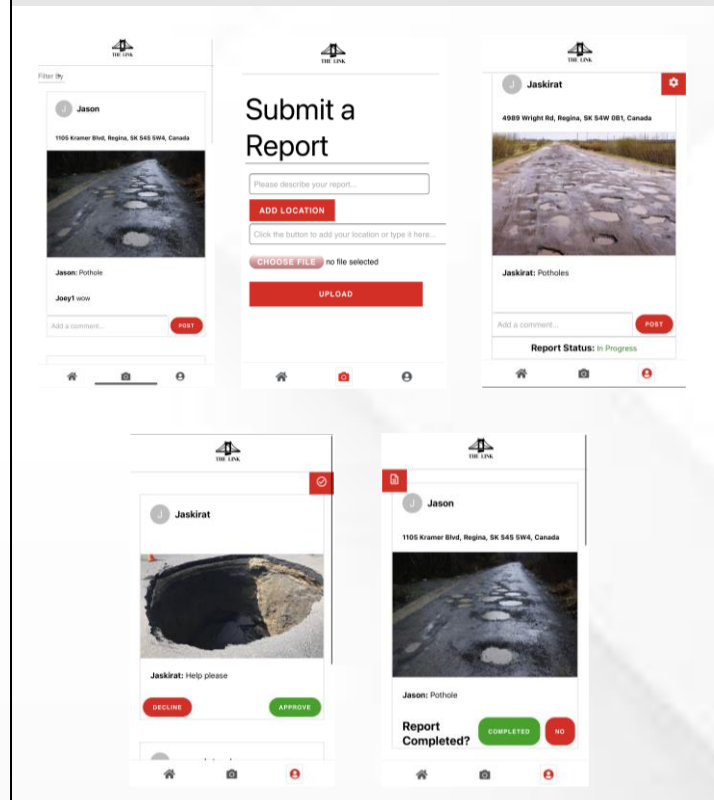 THE LINK
Filter By
J Jason
1105 Kramer Blvd, Regina, SK S4S 5W4, Canada
Jason: Pothole
Joey1 wow
Add a comment... POST
THE LINK
Submit a
Report
Please describe your report...
ADD LOCATION
Click the button to add your location or type it here...
CHOOSE FILE no file selected
UPLOAD
THE LINK
J Jaskirat
4989 Wright Rd, Regina, SK S4W 0B1, Canada
Jaskirat: Potholes
Add a comment... POST
Report Status: In Progress
THE LINK
J Jaskirat
Jaskirat: Help please
DECLINE APPROVE
THE LINK
J Jason
1105 Kramer Blvd, Regina, SK S4S 5W4, Canada
Jason: Pothole
Report
Completed?
COMPLETED NO